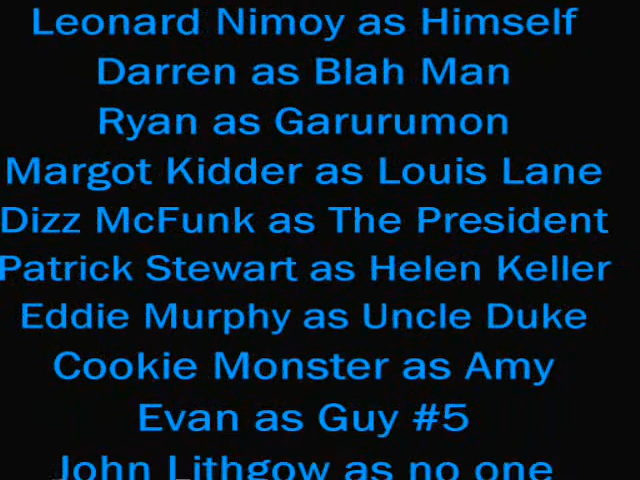 Leonard Nimoy as Himself
Darren as Blah Man
Ryan as Garurumon
Margot Kidder as Louis Lane
Dizz McFunk as The President
Patrick Stewart as Helen Keller
Eddie Murphy as Uncle Duke
Cookie Monster as Amy
Evan as Guy #5
John Lithgow as no one